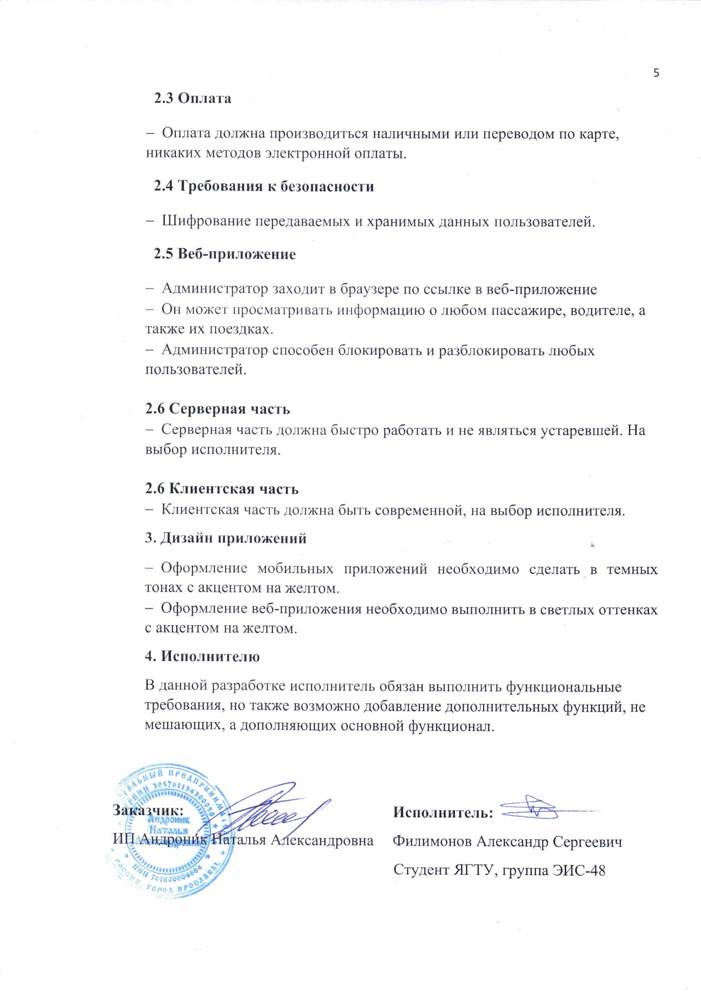 5
2.3 Оплата
– Оплата должна производиться наличными или переводом по карте,
никаких методов электронной оплаты.
2.4 Требования к безопасности
– Шифрование передаваемых и хранимых данных пользователей.
2.5 Веб-приложение
– Администратор заходит в браузере по ссылке в веб-приложение
– Он может просматривать информацию о любом пассажире, водителе, а
также их поездках.
– Администратор способен блокировать и разблокировать любых
пользователей.
2.6 Серверная часть
– Серверная часть должна быстро работать и не являться устаревшей. На
выбор исполнителя.
2.6 Клиентская часть
– Клиентская часть должна быть современной, на выбор исполнителя.
3. Дизайн приложений
– Оформление мобильных приложений необходимо сделать в темных
тонах с акцентом на желтом.
– Оформление веб-приложения необходимо выполнить в светлых оттенках
с акцентом на желтом.
4. Исполнителю
В данной разработке исполнитель обязан выполнить функциональные
требования, но также возможно добавление дополнительных функций, не
мешающих, а дополняющих основной функционал.
Заказчик:
ИП Андроник Наталья Александровна
Исполнитель:
Филимонов Александр Сергеевич
Студент ЯГТУ, группа ЭИС-48
305761134300050
Андроник
Наталья
Александровна
ИНН 761800004684
РОССИЯ, ГОРОД ЯРОСЛАВЛЬ